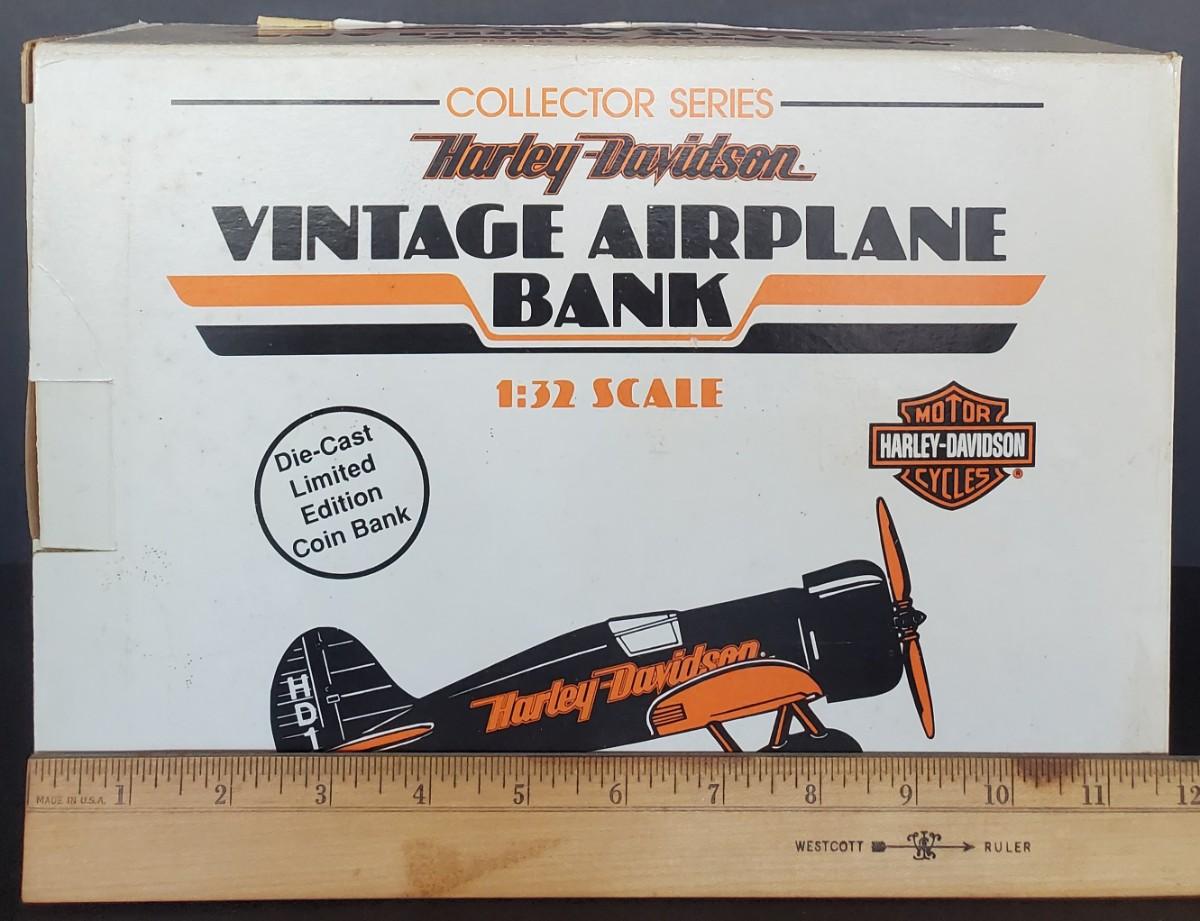 COLLECTOR SERIES
Harley-Davidson.
VINTAGE AIRPLANE
BANK
1:32 SCALE
Die-Cast
Limited
Edition
Coin Bank
MOTOR
HARLEY-DAVIDSON
CYCLES ®
Harley-Davidson.
HD1
MADE IN U.S.A. 1 2 3 4 5 6 7 8 9 10 11 12
WESTCOTT RULER